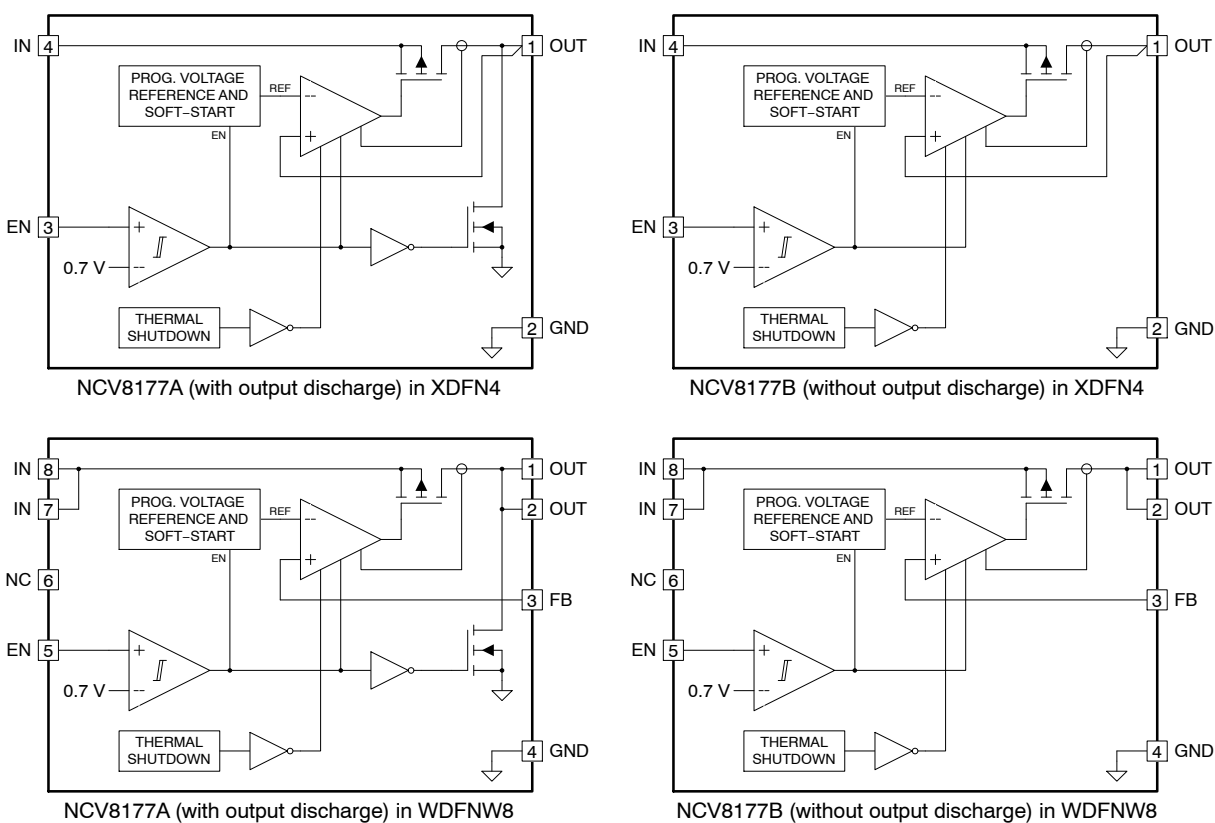 IN 4
1 OUT
PROG. VOLTAGE
REFERENCE AND
SOFT−START
REF
--
+
EN
EN 3
+
0.7 V
--
THERMAL
SHUTDOWN
2 GND
NCV8177A (with output discharge) in XDFN4
IN 4
1 OUT
PROG. VOLTAGE
REFERENCE AND
SOFT−START
REF
--
+
EN
EN 3
+
0.7 V
--
THERMAL
SHUTDOWN
2 GND
NCV8177B (without output discharge) in XDFN4
IN 8
1 OUT
IN 7
2 OUT
PROG. VOLTAGE
REFERENCE AND
SOFT−START
REF
--
+
EN
NC 6
3 FB
EN 5
+
0.7 V
--
THERMAL
SHUTDOWN
4 GND
NCV8177A (with output discharge) in WDFNW8
IN 8
1 OUT
IN 7
2 OUT
PROG. VOLTAGE
REFERENCE AND
SOFT−START
REF
--
+
EN
NC 6
3 FB
EN 5
+
0.7 V
--
THERMAL
SHUTDOWN
4 GND
NCV8177B (without output discharge) in WDFNW8